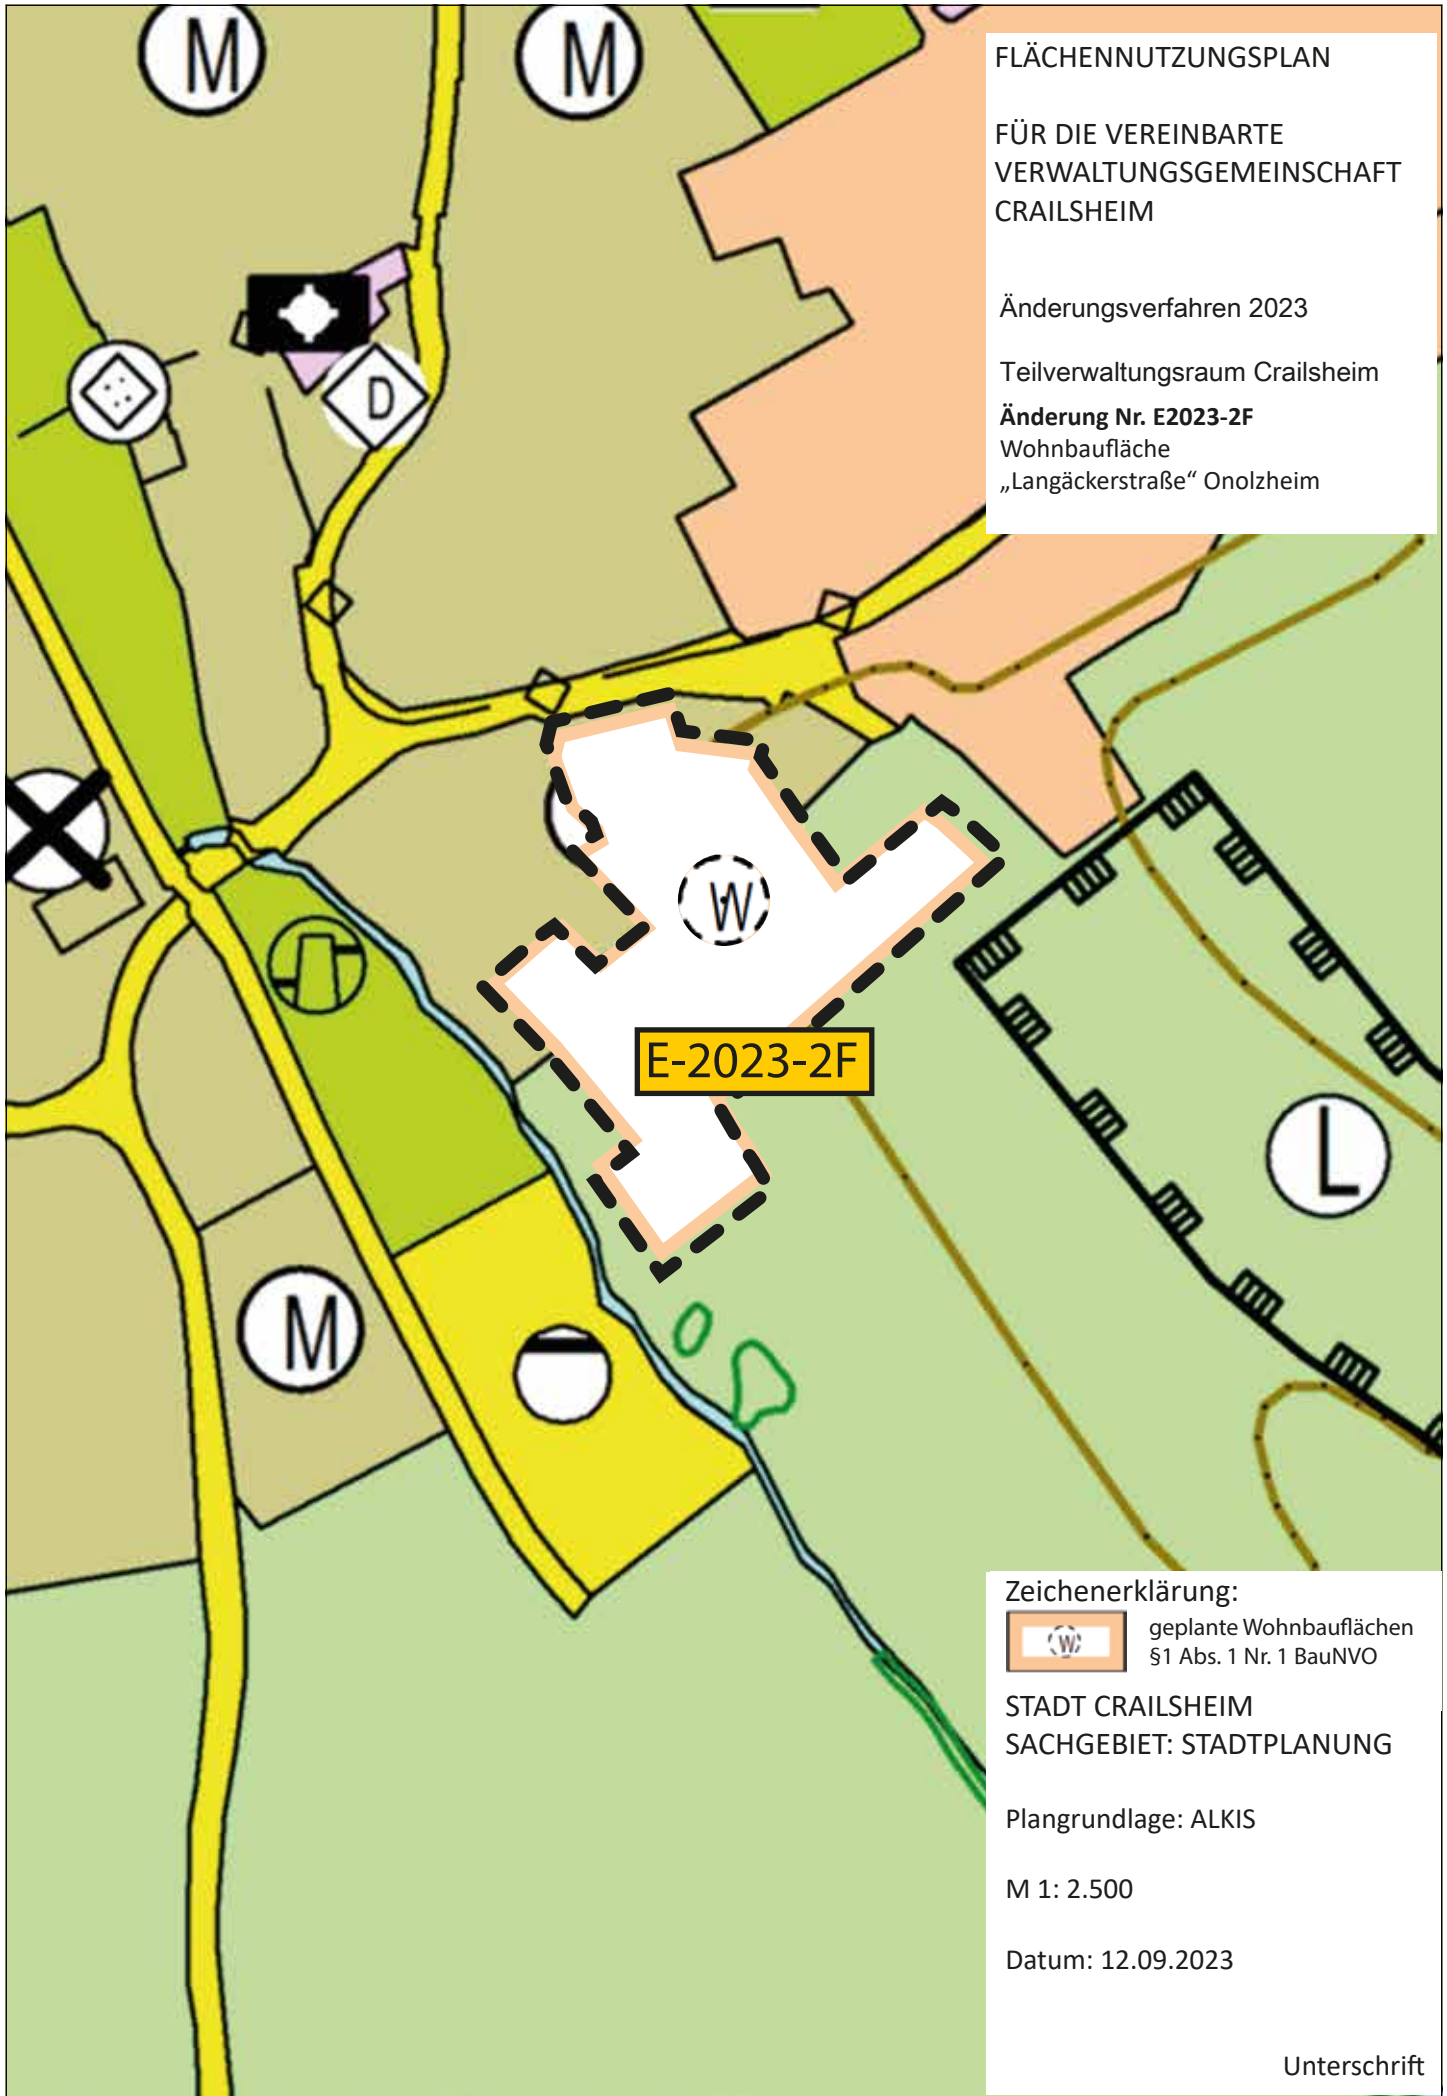 M
M
FLÄCHENNUTZUNGSPLAN
FÜR DIE VEREINBARTE
VERWALTUNGSGEMEINSCHAFT
CRAILSHEIM
Änderungsverfahren 2023
Teilverwaltungsraum Crailsheim
Änderung Nr. E2023-2F
Wohnbaufläche
„Langäckerstraße“ Onolzheim
D
W
E-2023-2F
L
M
Zeichenerklärung:
W
geplante Wohnbauflächen
§1 Abs. 1 Nr. 1 BauNVO
STADT CRAILSHEIM
SACHGEBIET: STADTPLANUNG
Plangrundlage: ALKIS
M 1: 2.500
Datum: 12.09.2023
Unterschrift